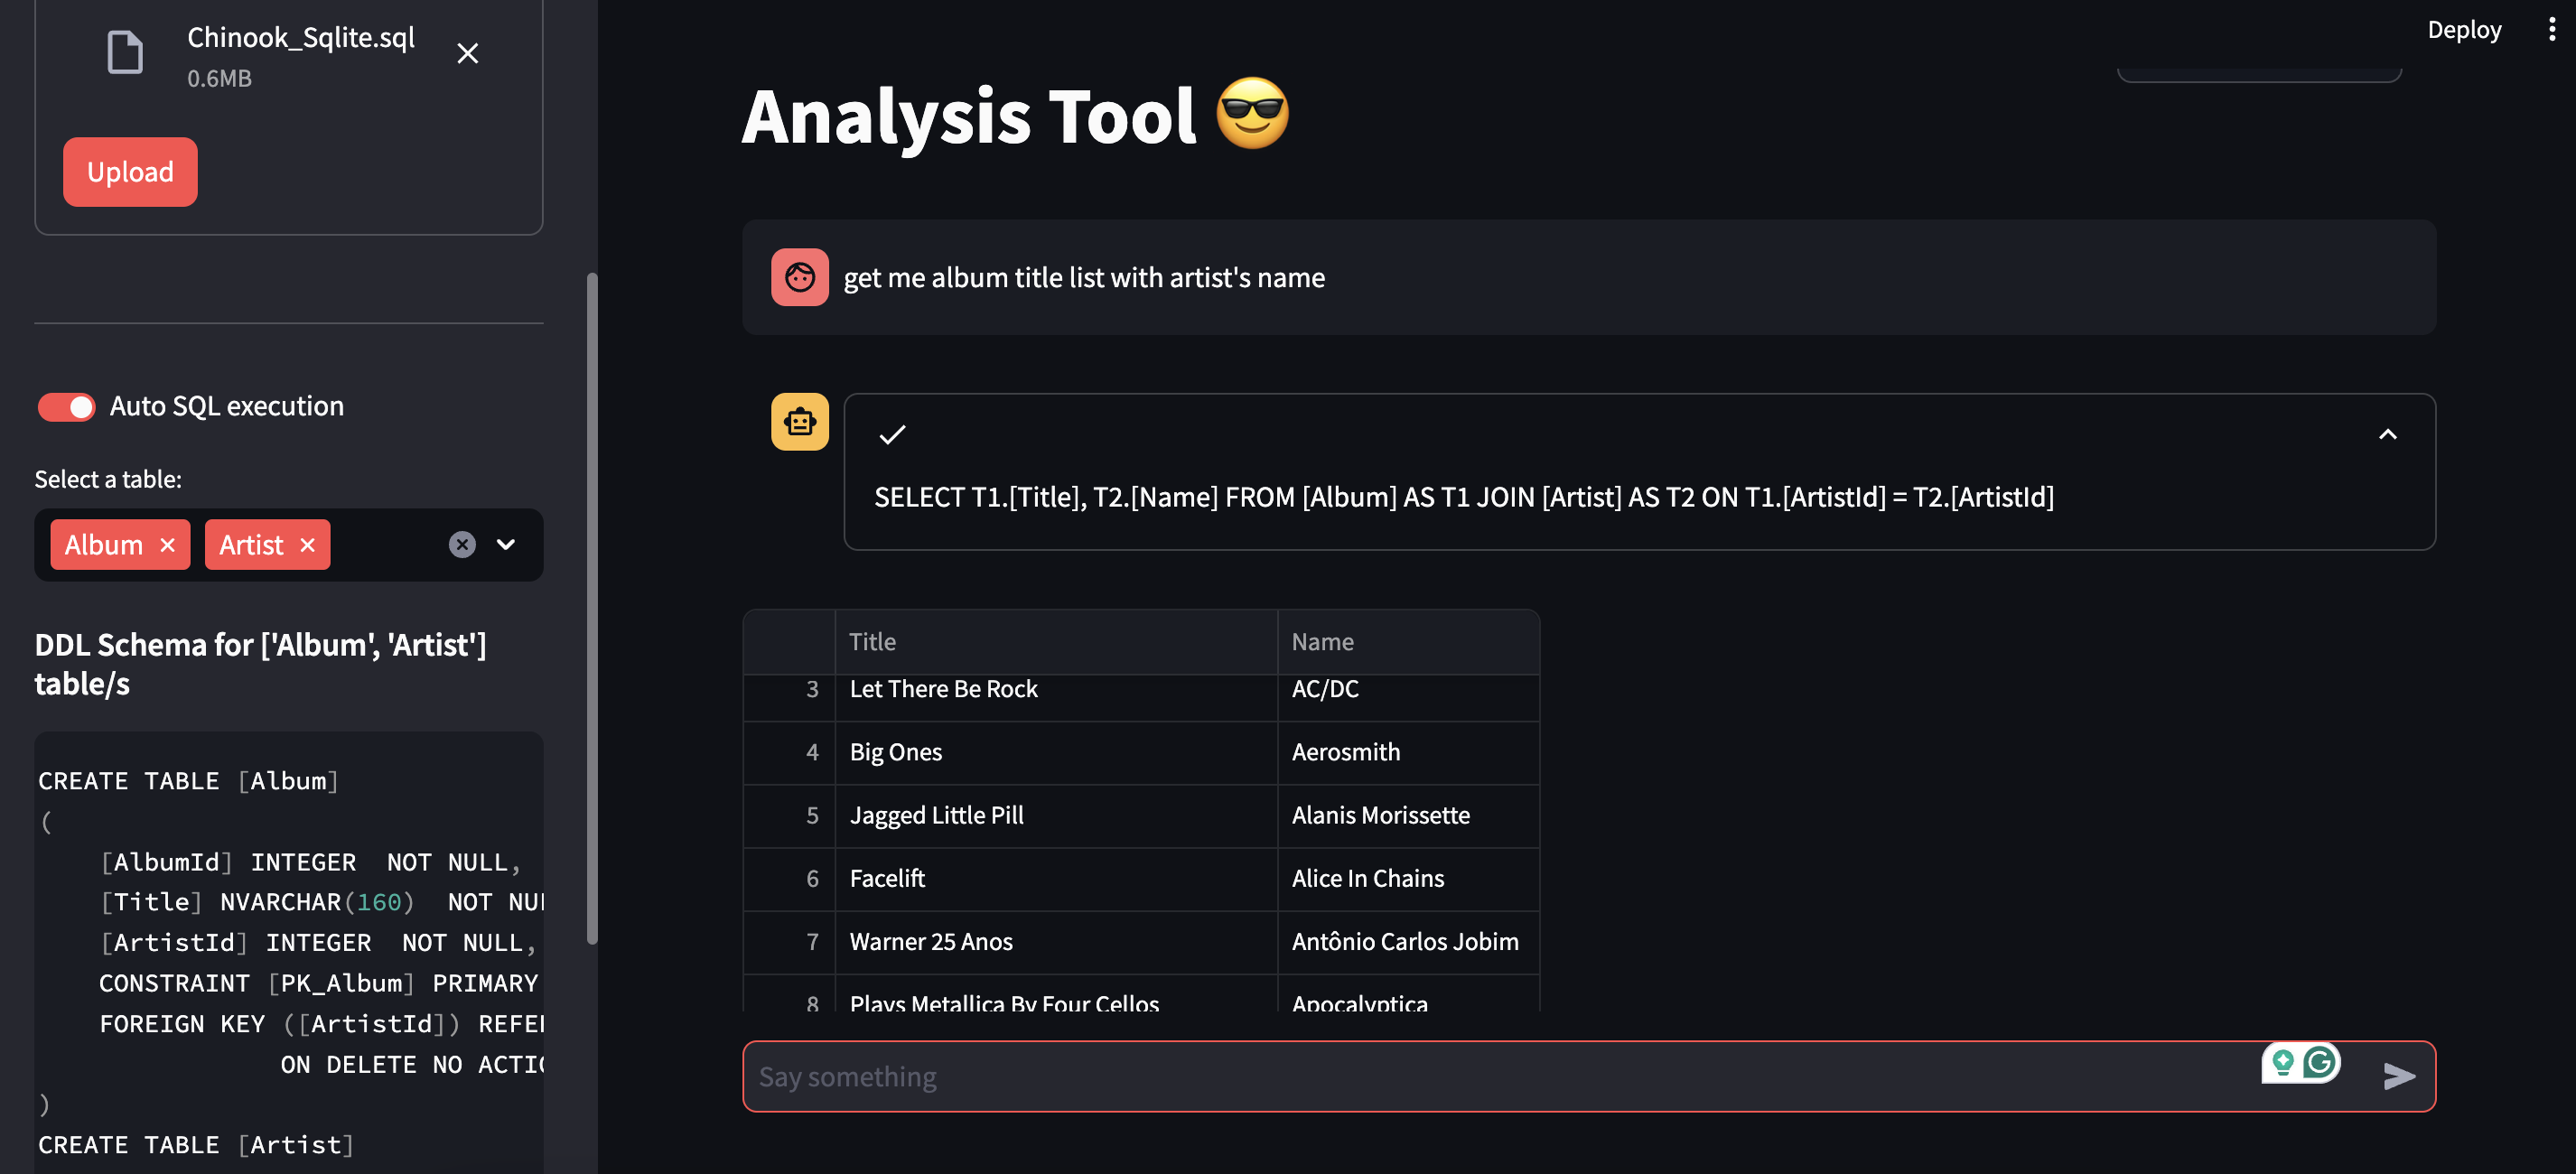 Chinook_Sqlite.sql
0.6MB
Upload
Auto SQL execution
Select a table:
Album
Artist
DDL Schema for ['Album', 'Artist']
table/s
CREATE TABLE [Album]
(
[AlbumId] INTEGER  NOT NULL,
[Title] NVARCHAR(160)  NOT
[ArtistId] INTEGER  NOT NULL,
CONSTRAINT [PK_Album] PRIMARY
FOREIGN KEY ([ArtistId])
ON DELETE NO
)
CREATE TABLE [Artist]
Deploy
Analysis Tool 😎
get me album title list with artist's name
SELECT T1.[Title], T2.[Name] FROM [Album] AS T1 JOIN [Artist] AS T2 ON T1.[ArtistId] = T2.[ArtistId]
Title Name
3 Let There Be Rock AC/DC
4 Big Ones Aerosmith
5 Jagged Little Pill Alanis Morissette
6 Facelift Alice In Chains
7 Warner 25 Anos Antônio Carlos Jobim
8 Plays Metallica By Four Cellos Apocalyptica
Say something